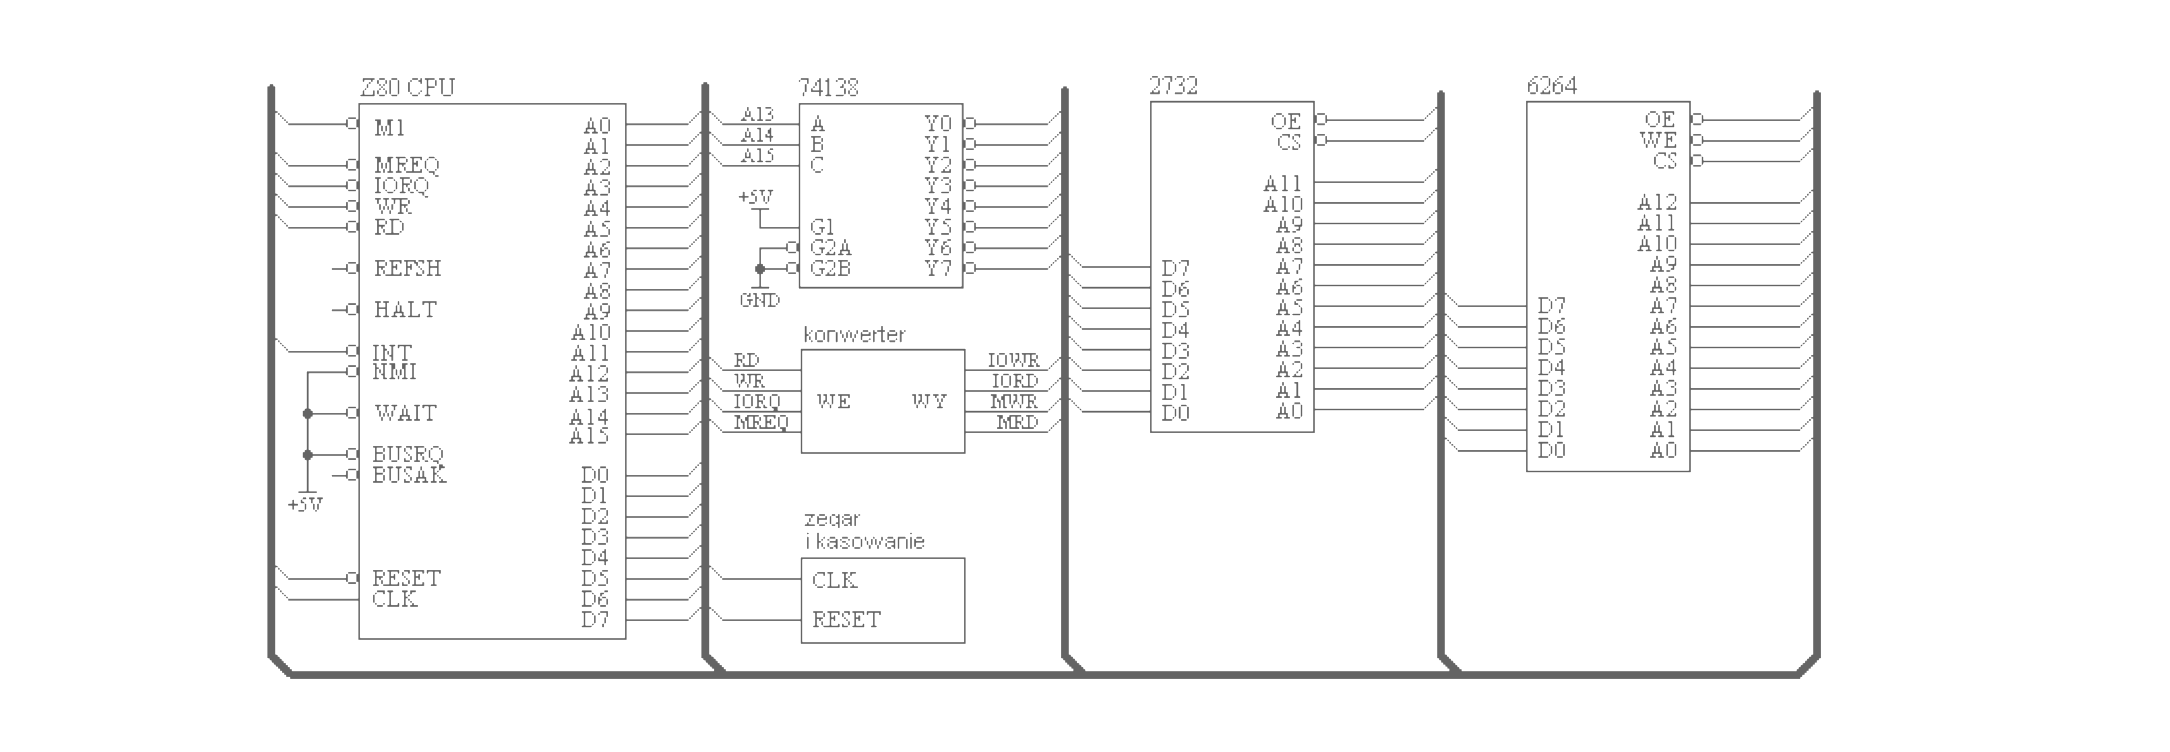 Z80 CPU
M1
MREQ
IORQ
WR
RD
REFSH
HALT
INT
NMI
WAIT
BUSRQ
BUSAK
+5V
RESET
CLK
A0
A1
A2
A3
A4
A5
A6
A7
A8
A9
A10
A11
A12
A13
A14
A15
D0
D1
D2
D3
D4
D5
D6
D7
74138
A13
A14
A15
+5V
GND
A
B
C
G1
G2A
G2B
Y0
Y1
Y2
Y3
Y4
Y5
Y6
Y7
konwerter
RD
WR
IORQ
MREQ
WE
WY
IOWR
IORD
MWR
MRD
zegar
i kasowanie
CLK
RESET
2732
OE
CS
A11
A10
A9
A8
A7
A6
A5
A4
A3
A2
A1
A0
D7
D6
D5
D4
D3
D2
D1
D0
6264
OE
WE
CS
A12
A11
A10
A9
A8
A7
A6
A5
A4
A3
A2
A1
A0
D7
D6
D5
D4
D3
D2
D1
D0